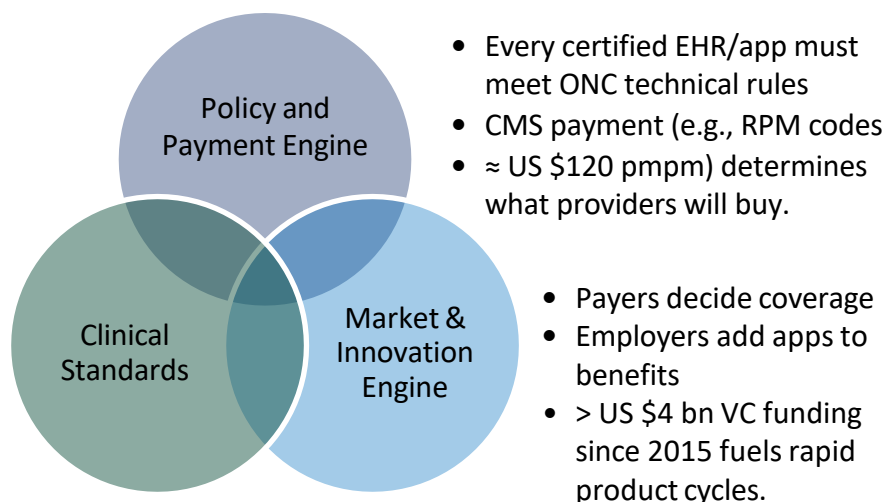 Policy and
Payment Engine
• Every certified EHR/app must
meet ONC technical rules
• CMS payment (e.g., RPM codes
• ≈ US $120 pmpm) determines
what providers will buy.
Clinical
Standards
Market &
Innovation
Engine
• Payers decide coverage
• Employers add apps to
benefits
• > US $4 bn VC funding
since 2015 fuels rapid
product cycles.